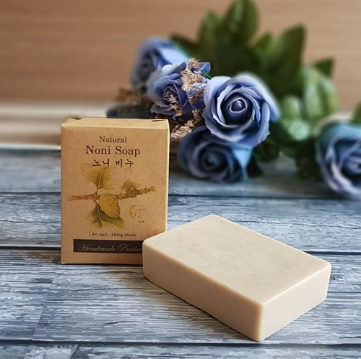 Natural
Noni Soap
노니 비누
Handmade Product